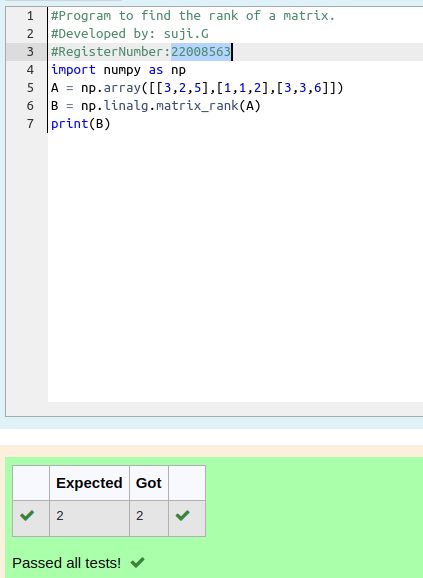 1 #Program to find the rank of a matrix.
2 #Developed by: suji.G
3 #RegisterNumber:22008563
4 import numpy as np
5 A = np.array([[3,2,5],[1,1,2],[3,3,6]])
6 B = np.linalg.matrix_rank(A)
7 print(B)
Expected Got
2 2
Passed all tests!